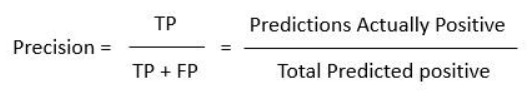 Precision = TP / TP + FP = Predictions Actually Positive / Total Predicted positive